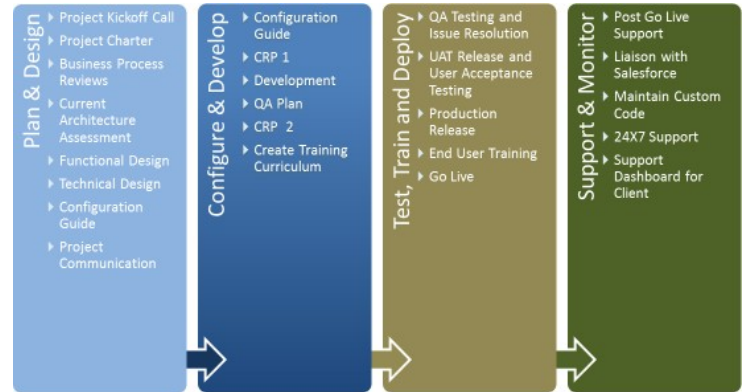 Plan & Design
Project Kickoff Call
Project Charter
Business Process
Reviews
Current
Architecture
Assessment
Functional Design
Technical Design
Configuration
Guide
Project
Communication
Configure & Develop
Configuration
Guide
CRP 1
Development
QA Plan
CRP 2
Create Training
Curriculum
Test, Train and Deploy
QA Testing and
Issue Resolution
UAT Release and
User Acceptance
Testing
Production
Release
End User Training
Go Live
Support & Monitor
Post Go Live
Support
Liaison with
Salesforce
Maintain Custom
Code
24X7 Support
Support
Dashboard for
Client